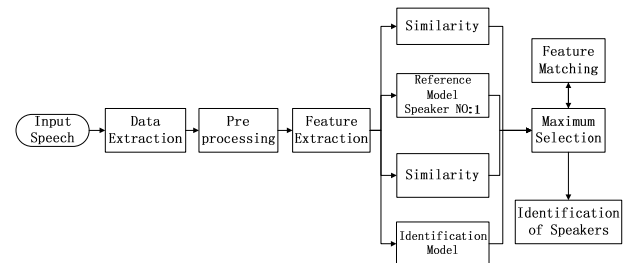 Input
Speech
Data
Extraction
Pre
processing
Feature
Extraction
Similarity
Reference
Model
Speaker NO:1
Similarity
Identification
Model
Feature
Matching
Maximum
Selection
Identification
of Speakers